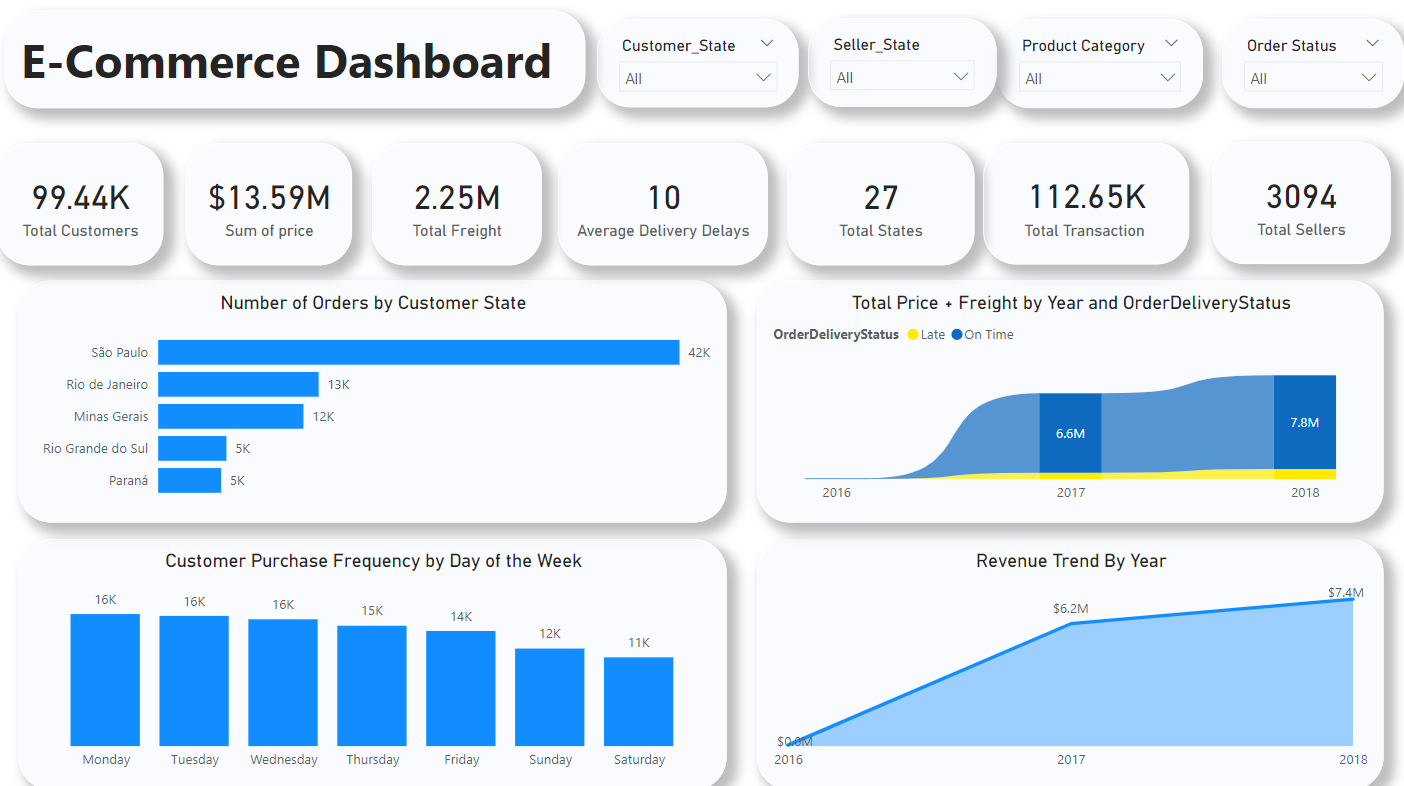 E-Commerce Dashboard
Customer_State
All
Seller_State
All
Product Category
All
Order Status
All
99.44K
Total Customers
$13.59M
Sum of price
2.25M
Total Freight
10
Average Delivery Delays
27
Total States
112.65K
Total Transaction
3094
Total Sellers
Number of Orders by Customer State
São Paulo 42K
Rio de Janeiro 13K
Minas Gerais 12K
Rio Grande do Sul 5K
Paraná 5K
Total Price + Freight by Year and OrderDeliveryStatus
OrderDeliveryStatus Late On Time
7.8M
6.6M
2016 2017 2018
Customer Purchase Frequency by Day of the Week
16K 16K 16K 15K 14K 12K 11K
Monday Tuesday Wednesday Thursday Friday Sunday Saturday
Revenue Trend By Year
$7.4M
$6.2M
$0.0M
2016 2017 2018